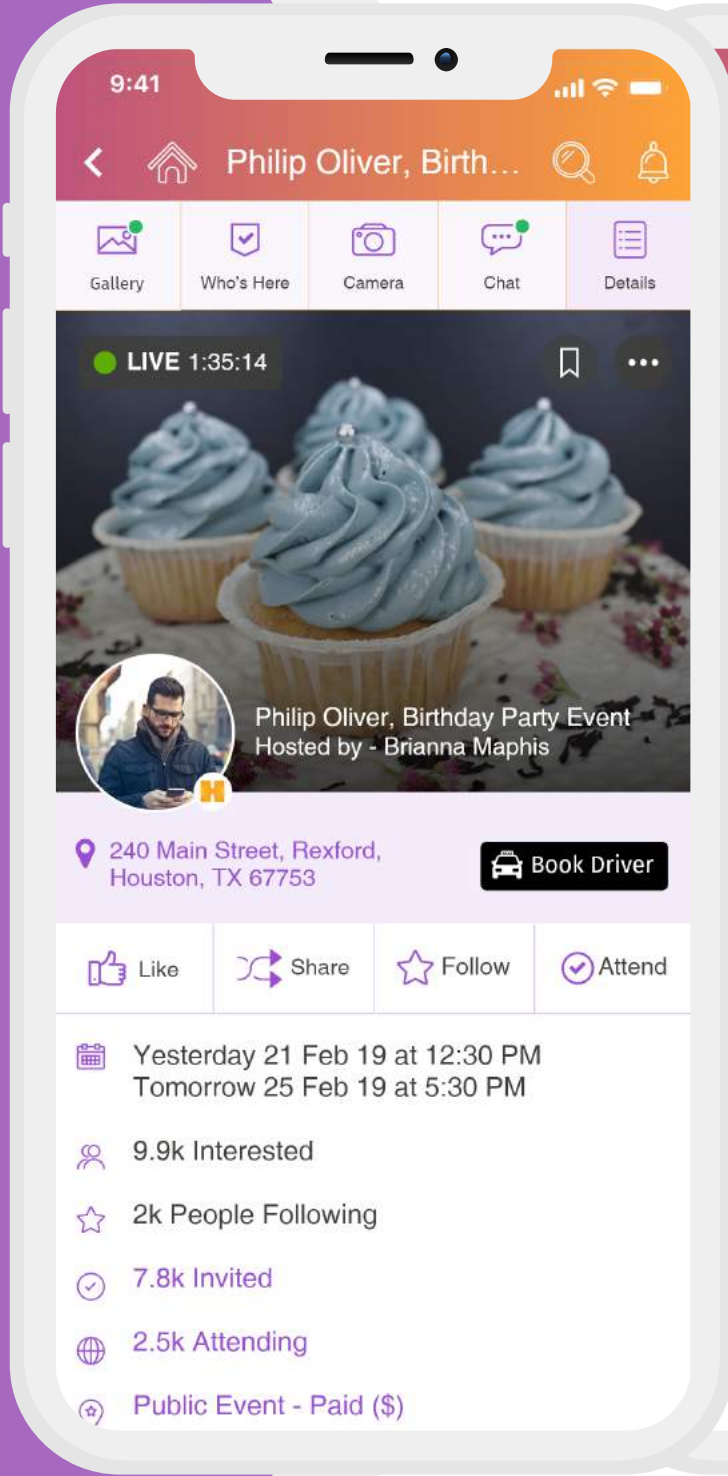 9:41
Philip Oliver, Birth...
Gallery
Who's Here
Camera
Chat
Details
LIVE 1:35:14
Philip Oliver, Birthday Party Event
Hosted by - Brianna Maphis
H
240 Main Street, Rexford,
Houston, TX 67753
Book Driver
Like
Share
Follow
Attend
Yesterday 21 Feb 19 at 12:30 PM
Tomorrow 25 Feb 19 at 5:30 PM
9.9k Interested
2k People Following
7.8k Invited
2.5k Attending
Public Event - Paid ($)